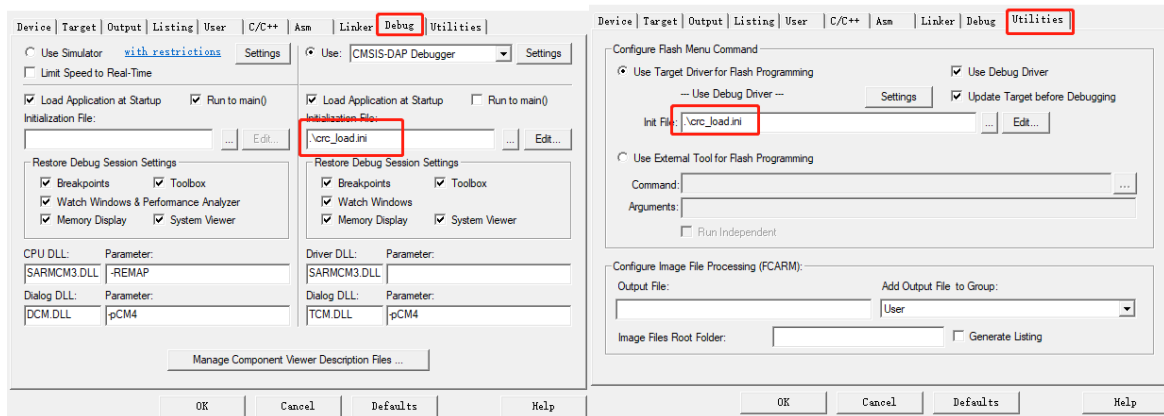 Device | Target | Output | Listing | User | C/C++ | Asm | Linker | Debug | Utilities
Use Simulator with restrictions Settings
Limit Speed to Real-Time
Use: CMSIS-DAP Debugger Settings
Load Application at Startup Run to main()
Initialization File:
... Edit...
Load Application at Startup Run to main()
Initialization File:
.\crc_load.ini ... Edit...
Restore Debug Session Settings
Breakpoints Toolbox
Watch Windows & Performance Analyzer
Memory Display System Viewer
Restore Debug Session Settings
Breakpoints Toolbox
Watch Windows
Memory Display System Viewer
CPU DLL: Parameter:
SARMCM3.DLL -REMAP
Dialog DLL: Parameter:
DCM.DLL -pCM4
Driver DLL: Parameter:
SARMCM3.DLL
Dialog DLL: Parameter:
TCM.DLL -pCM4
Manage Component Viewer Description Files ...
OK Cancel Defaults Help
Device | Target | Output | Listing | User | C/C++ | Asm | Linker | Debug | Utilities
Configure Flash Menu Command
Use Target Driver for Flash Programming Use Debug Driver
--- Use Debug Driver --- Settings Update Target before Debugging
Init File: .\crc_load.ini ... Edit...
Use External Tool for Flash Programming
Command: ...
Arguments:
Run Independent
Configure Image File Processing (FCARM):
Output File: Add Output File to Group:
User
Image Files Root Folder: Generate Listing
OK Cancel Defaults Help